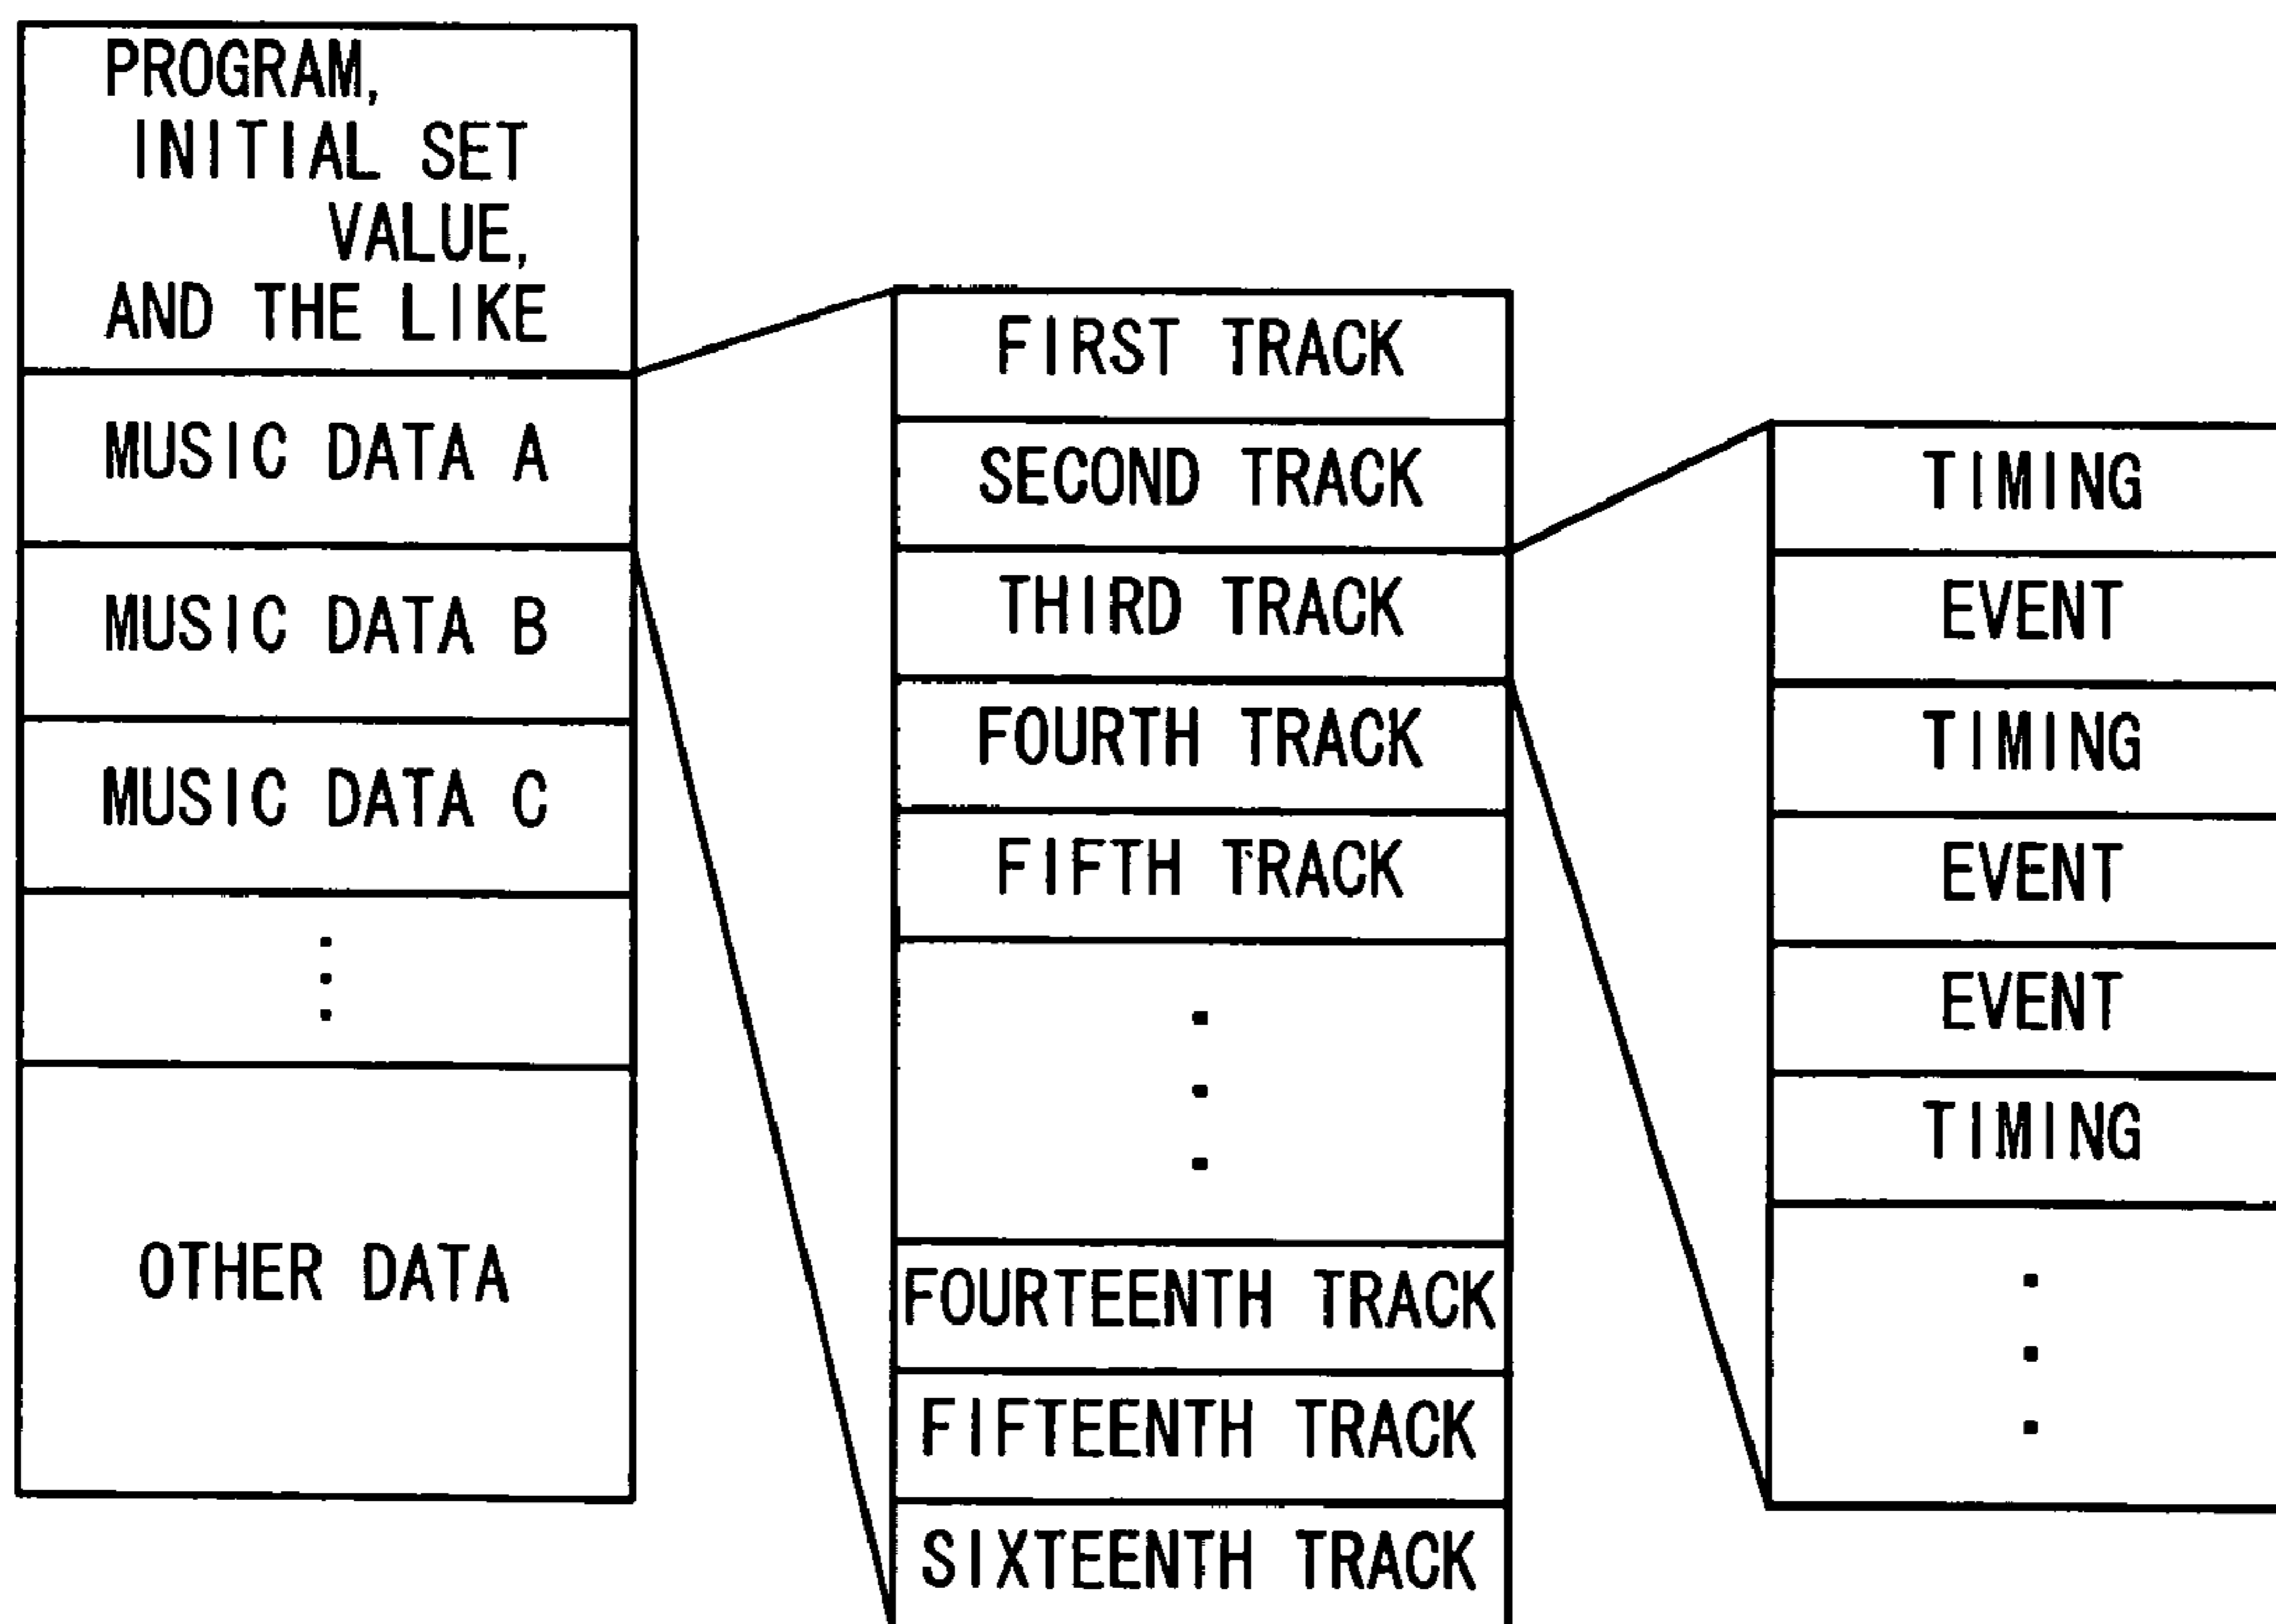 PROGRAM,
INITIAL SET
VALUE,
AND THE LIKE
MUSIC DATA A
MUSIC DATA B
MUSIC DATA C
OTHER DATA
FIRST TRACK
SECOND TRACK
THIRD TRACK
FOURTH TRACK
FIFTH TRACK
FOURTEENTH TRACK
FIFTEENTH TRACK
SIXTEENTH TRACK
TIMING
EVENT
TIMING
EVENT
EVENT
TIMING